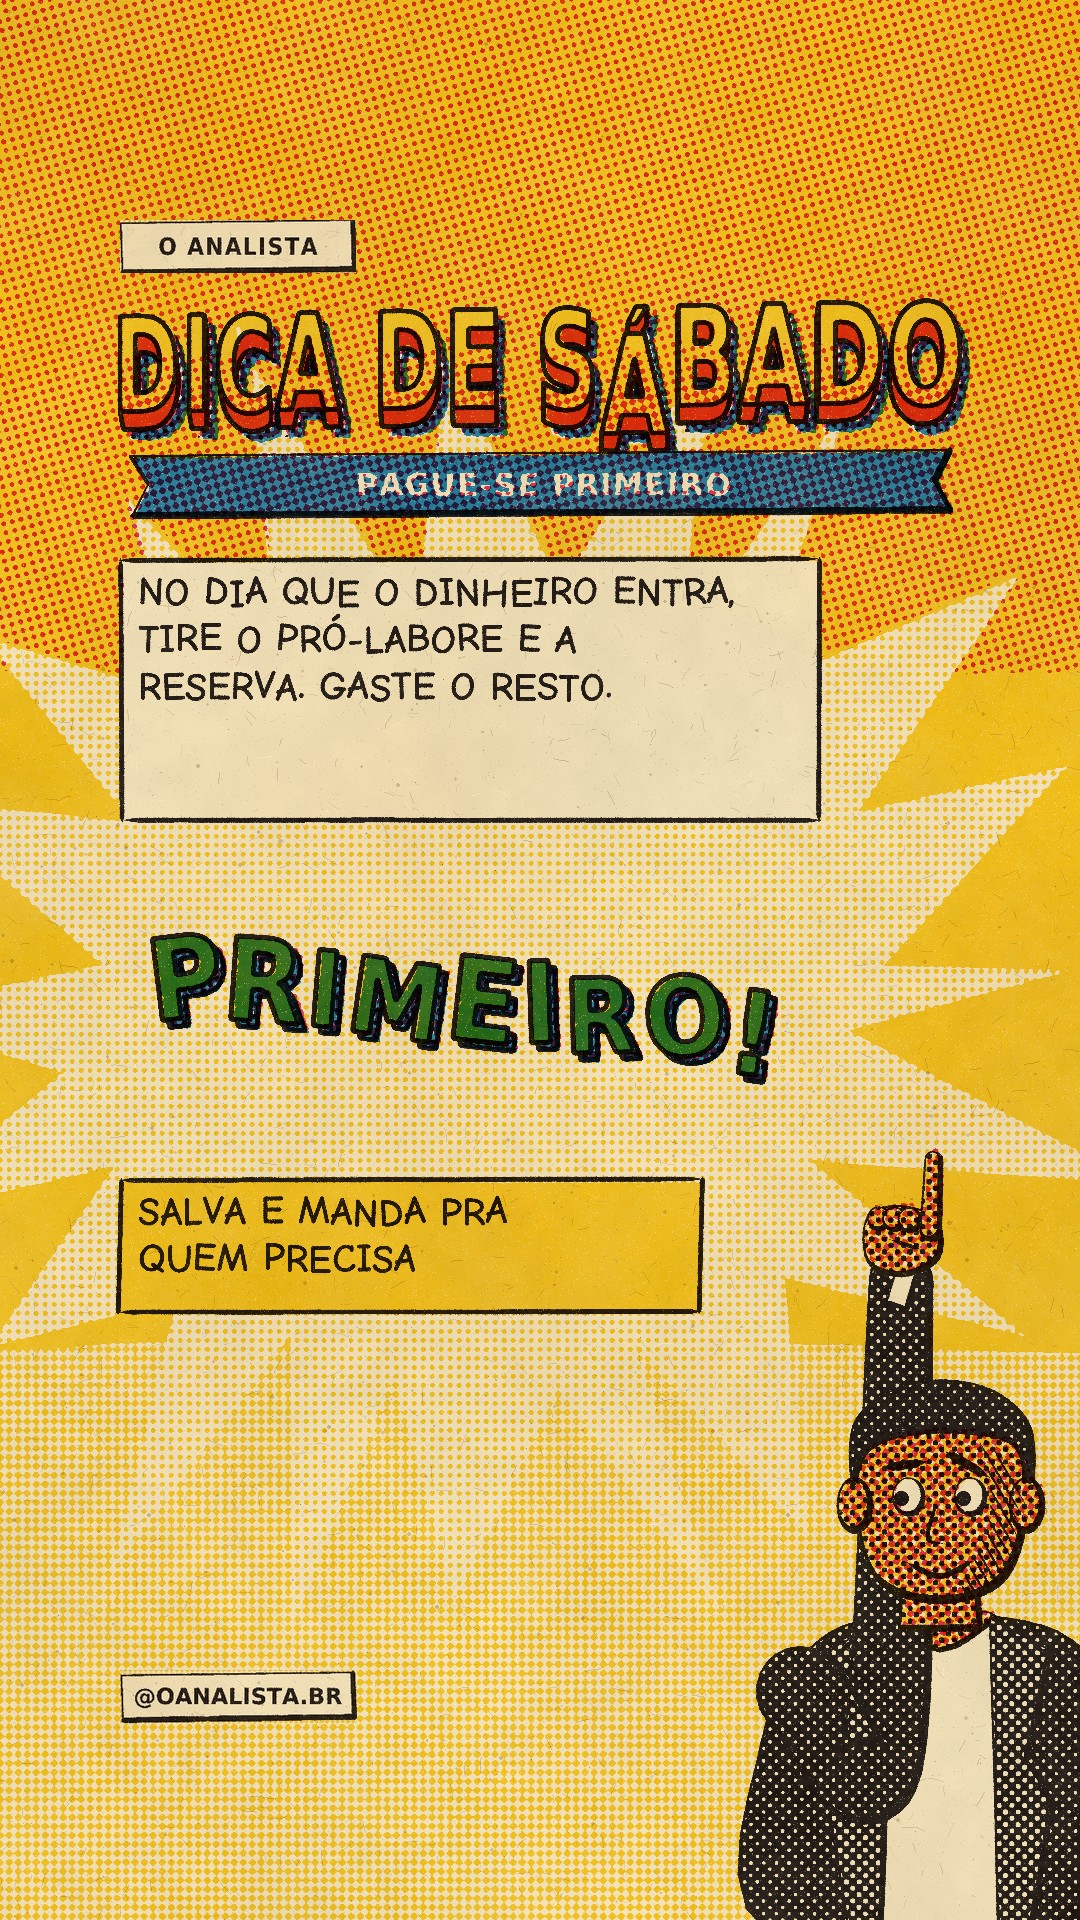 O ANALISTA
DICA DE SÁBADO
PAGUE-SE PRIMEIRO
NO DIA QUE O DINHEIRO ENTRA,
TIRE O PRÓ-LABORE E A
RESERVA. GASTE O RESTO.
PRIMEIRO!
SALVA E MANDA PRA
QUEM PRECISA
@OANALISTA.BR